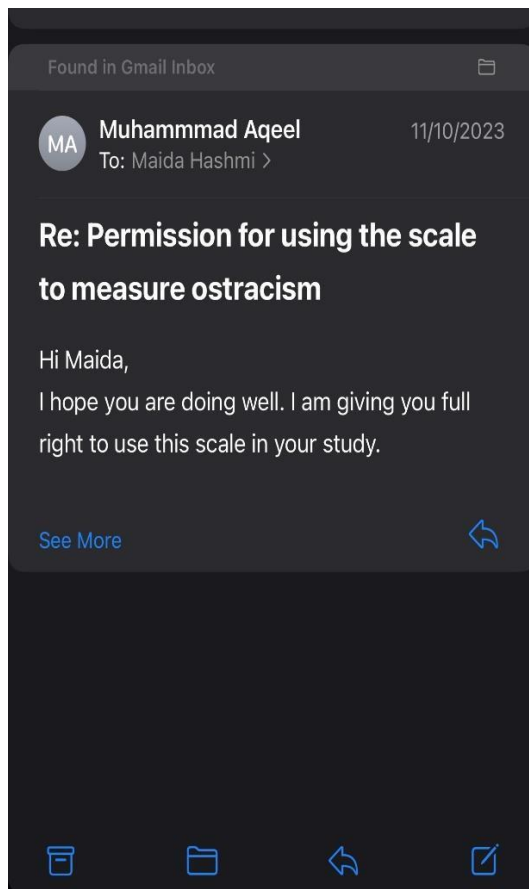 Found in Gmail Inbox
MA
Muhammmad Aqeel
11/10/2023
To: Maida Hashmi >
Re: Permission for using the scale
to measure ostracism
Hi Maida,
I hope you are doing well. I am giving you full
right to use this scale in your study.
See More